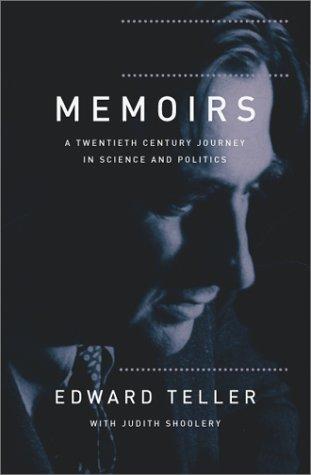 MEMOIRS
A TWENTIETH CENTURY JOURNEY
IN SCIENCE AND POLITICS
EDWARD TELLER
WITH JUDITH SHOOLERY